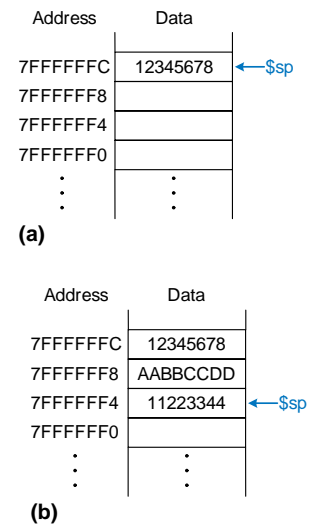 Address Data
7FFFFFFC 12345678 $sp
7FFFFFF8
7FFFFFF4
7FFFFFF0
(a)
Address Data
7FFFFFFC 12345678
7FFFFFF8 AABBCCDD
7FFFFFF4 11223344 $sp
7FFFFFF0
(b)